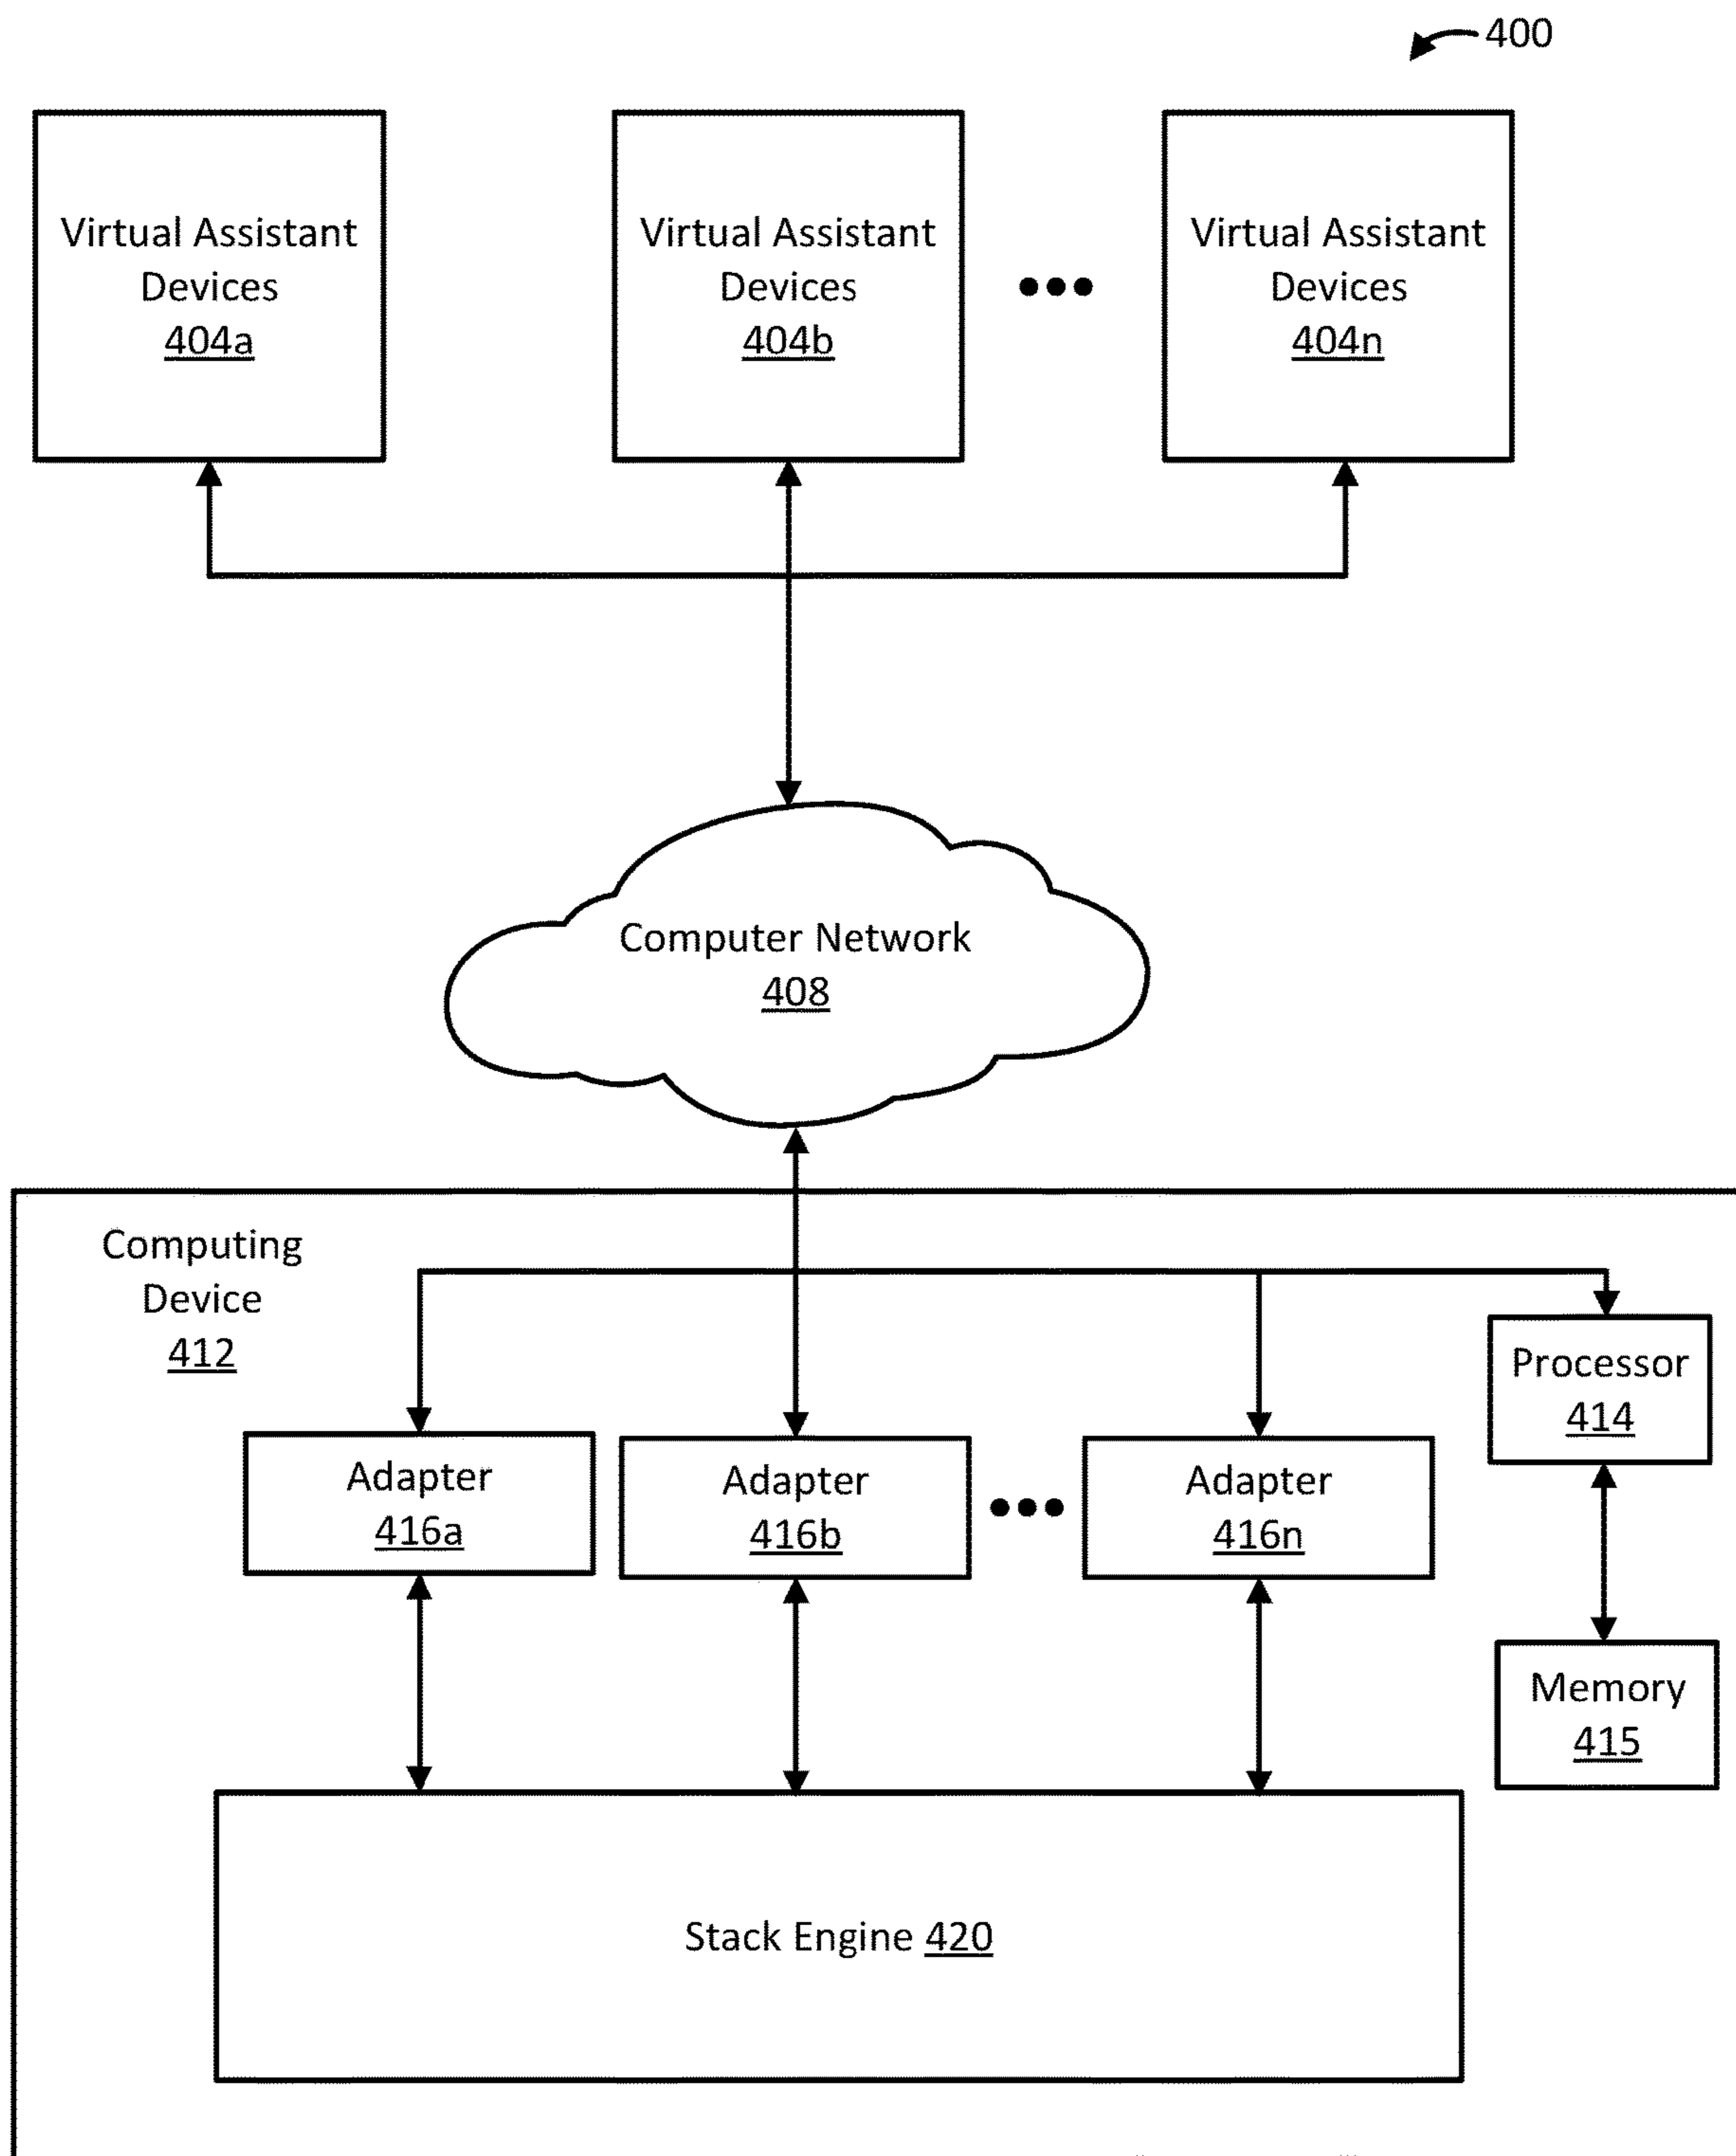 400
Virtual Assistant
Devices
404a
Virtual Assistant
Devices
404b
Virtual Assistant
Devices
404n
Computer Network
408
Computing
Device
412
Processor
414
Adapter
416a
Adapter
416b
Adapter
416n
Memory
415
Stack Engine 420